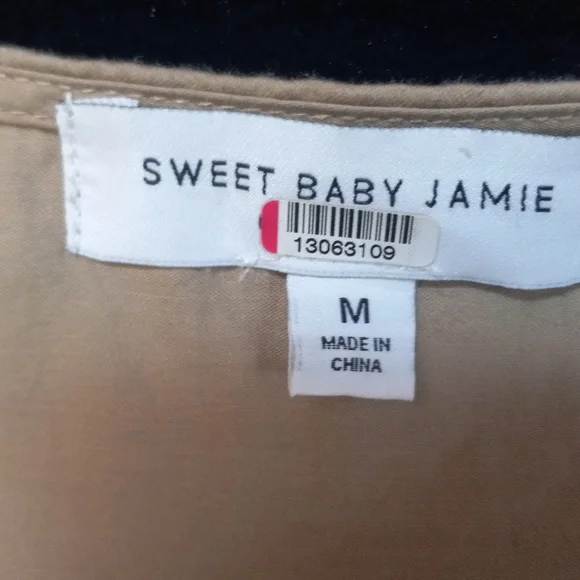 SWEET BABY JAMIE
13063109
M
MADE IN
CHINA